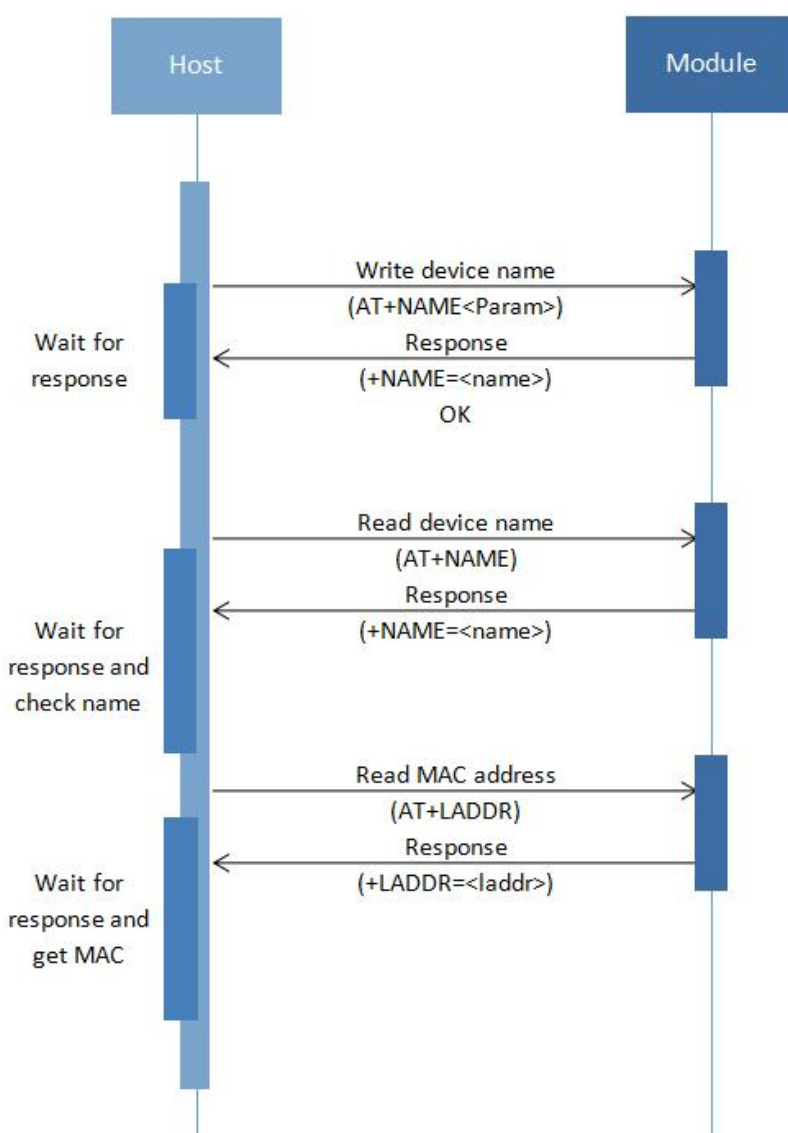 Host
Module
Write device name
(AT+NAME<Param>)
Wait for
response
Response
(+NAME=<name>)
OK
Read device name
(AT+NAME)
Response
(+NAME=<name>)
Wait for
response and
check name
Read MAC address
(AT+LADDR)
Response
(+LADDR=<laddr>)
Wait for
response and
get MAC